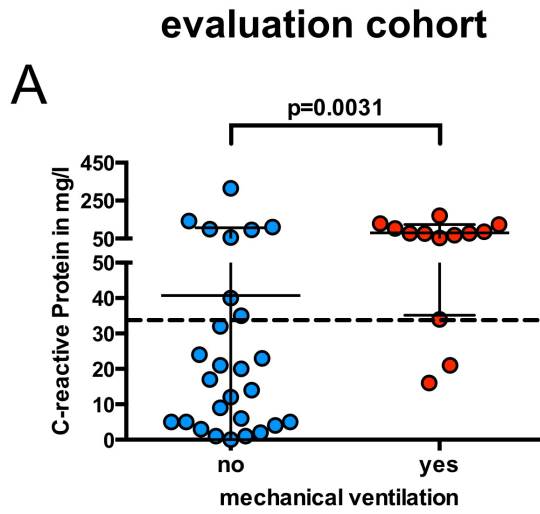 evaluation cohort
A
p=0.0031
C-reactive Protein in mg/l
450
250
50
50
40
30
20
10
0
no yes
mechanical ventilation